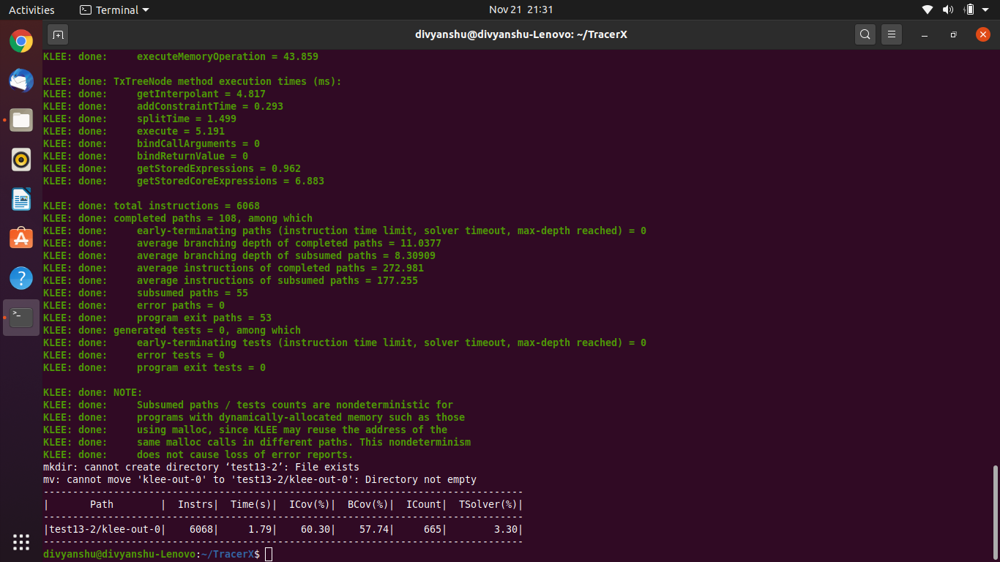 Activities Terminal Nov 21 21:31
divyanshu@divyanshu-Lenovo: ~/TracerX
KLEE: done:     executeMemoryOperation = 43.859
KLEE: done: TxTreeNode method execution times (ms):
KLEE: done:     getInterpolant = 4.817
KLEE: done:     addConstraintTime = 0.293
KLEE: done:     splitTime = 1.499
KLEE: done:     execute = 5.191
KLEE: done:     bindCallArguments = 0
KLEE: done:     bindReturnValue = 0
KLEE: done:     getStoredExpressions = 0.962
KLEE: done:     getStoredCoreExpressions = 6.883
KLEE: done: total instructions = 6068
KLEE: done: completed paths = 108, among which
KLEE: done:     early-terminating paths (instruction time limit, solver timeout, max-depth reached) = 0
KLEE: done:     average branching depth of completed paths = 11.0377
KLEE: done:     average branching depth of subsumed paths = 8.30909
KLEE: done:     average instructions of completed paths = 272.981
KLEE: done:     average instructions of subsumed paths = 177.255
KLEE: done:     subsumed paths = 55
KLEE: done:     error paths = 0
KLEE: done:     program exit paths = 53
KLEE: done: generated tests = 0, among which
KLEE: done:     early-terminating tests (instruction time limit, solver timeout, max-depth reached) = 0
KLEE: done:     error tests = 0
KLEE: done:     program exit tests = 0
KLEE: done: NOTE:
KLEE: done:     Subsumed paths / tests counts are nondeterministic for
KLEE: done:     programs with dynamically-allocated memory such as those
KLEE: done:     using malloc, since KLEE may reuse the address of the
KLEE: done:     same malloc calls in different paths. This nondeterminism
KLEE: done:     does not cause loss of error reports.
mkdir: cannot create directory ‘test13-2’: File exists
mv: cannot move 'klee-out-0' to 'test13-2/klee-out-0': Directory not empty
----------------------------------------------------------------------------------
|       Path        |  Instrs|  Time(s)|  ICov(%)|  BCov(%)|  ICount|  TSolver(%)|
----------------------------------------------------------------------------------
|test13-2/klee-out-0|    6068|     1.79|    60.30|    57.74|     665|        3.30|
----------------------------------------------------------------------------------
divyanshu@divyanshu-Lenovo:~/TracerX$